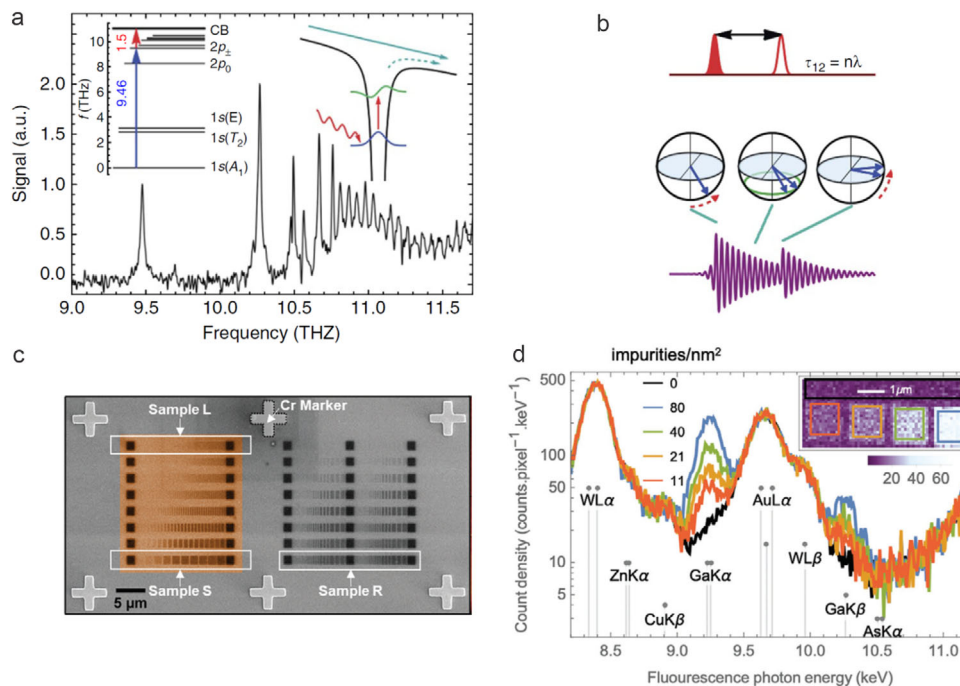 a
Signal (a.u.)
2.0
1.5
1.0
0.5
0.0
9.0 9.5 10.0 10.5 11.0 11.5
Frequency (THZ)
f (THz)
10
8
6
4
2
0
1.5
9.46
CB
2p±
2p0
1s(E)
1s(T2)
1s(A1)
b
τ12 = nλ
c
Sample L
Cr Marker
Sample S
Sample R
5 µm
d
impurities/nm²
0
80
40
21
11
1µm
20 40 60
Count density (counts.pixel⁻¹.keV⁻¹)
500
100
50
10
5
WLα
ZnKα
CuKβ
GaKα
AuLα
WLβ
GaKβ
AsKα
8.5 9.0 9.5 10.0 10.5 11.0
Fluourescence photon energy (keV)